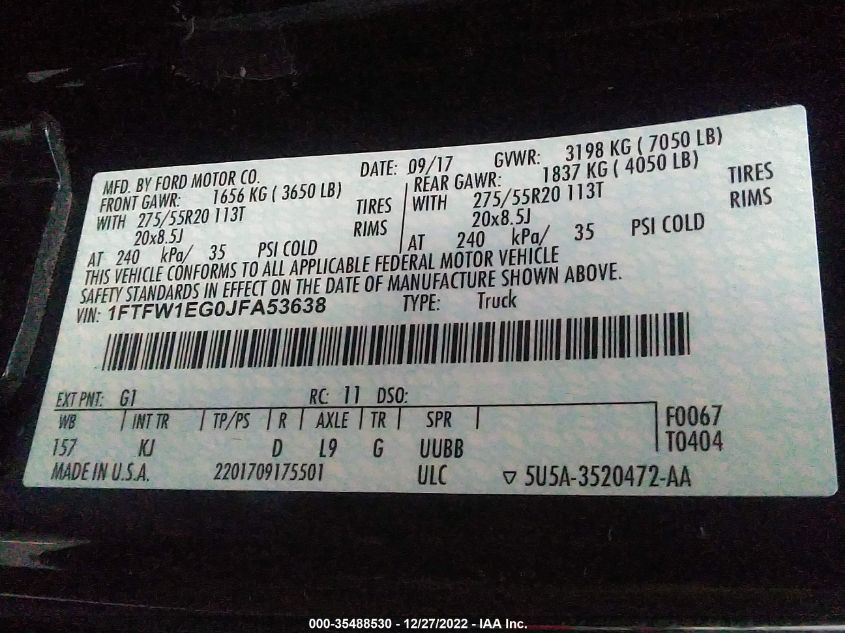 MFD. BY FORD MOTOR CO. DATE: 09/17 GVWR: 3198 KG ( 7050 LB)
FRONT GAWR: 1656 KG ( 3650 LB) REAR GAWR: 1837 KG ( 4050 LB)
WITH 275/55R20 113T TIRES WITH 275/55R20 113T TIRES
20x8.5J RIMS 20x8.5J RIMS
AT 240 kPa/ 35 PSI COLD AT 240 kPa/ 35 PSI COLD
THIS VEHICLE CONFORMS TO ALL APPLICABLE FEDERAL MOTOR VEHICLE
SAFETY STANDARDS IN EFFECT ON THE DATE OF MANUFACTURE SHOWN ABOVE.
VIN: 1FTFW1EG0JFA53638 TYPE: Truck
EXT PNT: G1 RC: 11 DSO:
WB INT TR TP/PS R AXLE TR SPR F0067
157 KJ D L9 G UUBB T0404
MADE IN U.S.A. 2201709175501 ULC ▽ 5U5A-3520472-AA
000-35488530 - 12/27/2022 - IAA Inc.